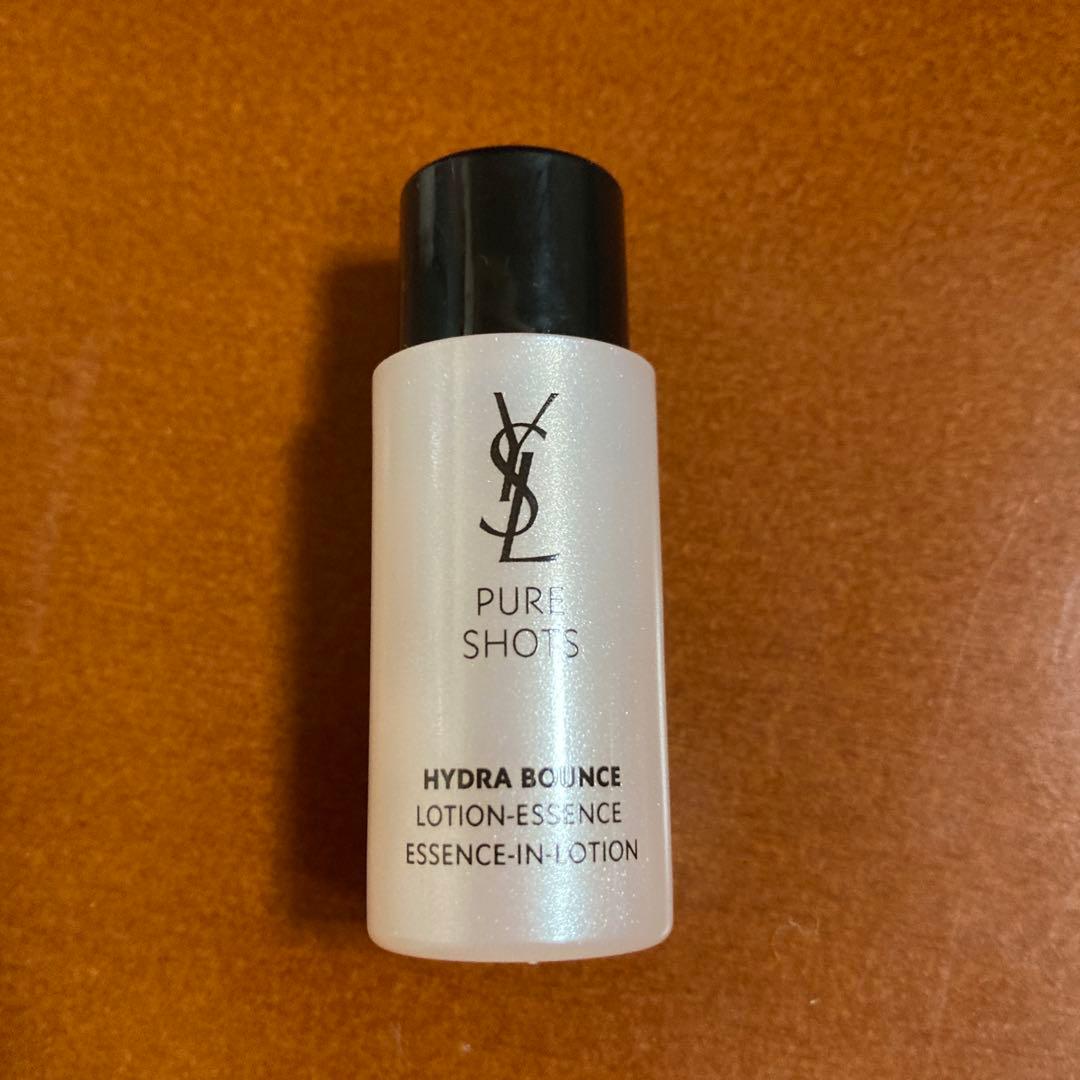 YSL
PURE
SHOTS
HYDRA BOUNCE
LOTION-ESSENCE
ESSENCE-IN-LOTION